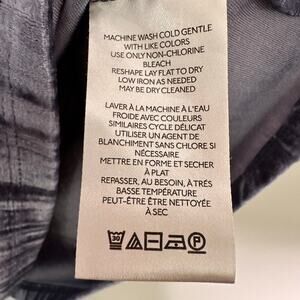 MACHINE WASH COLD GENTLE
WITH LIKE COLORS
USE ONLY NON-CHLORINE
BLEACH
RESHAPE LAY FLAT TO DRY
LOW IRON AS NEEDED
MAY BE DRY CLEANED
LAVER À LA MACHINE À L'EAU
FROIDE AVEC COULEURS
SIMILAIRES CYCLE DÉLICAT
UTILISER UN AGENT DE
BLANCHIMENT SANS CHLORE SI
NÉCESSAIRE
METTRE EN FORME ET SECHER
À PLAT
REPASSER, AU BESOIN, À TRÉS
BASSE TEMPÉRATURE
PEUT-ÊTRE ÊTRE NETTOYÉE
À SEC
30 P